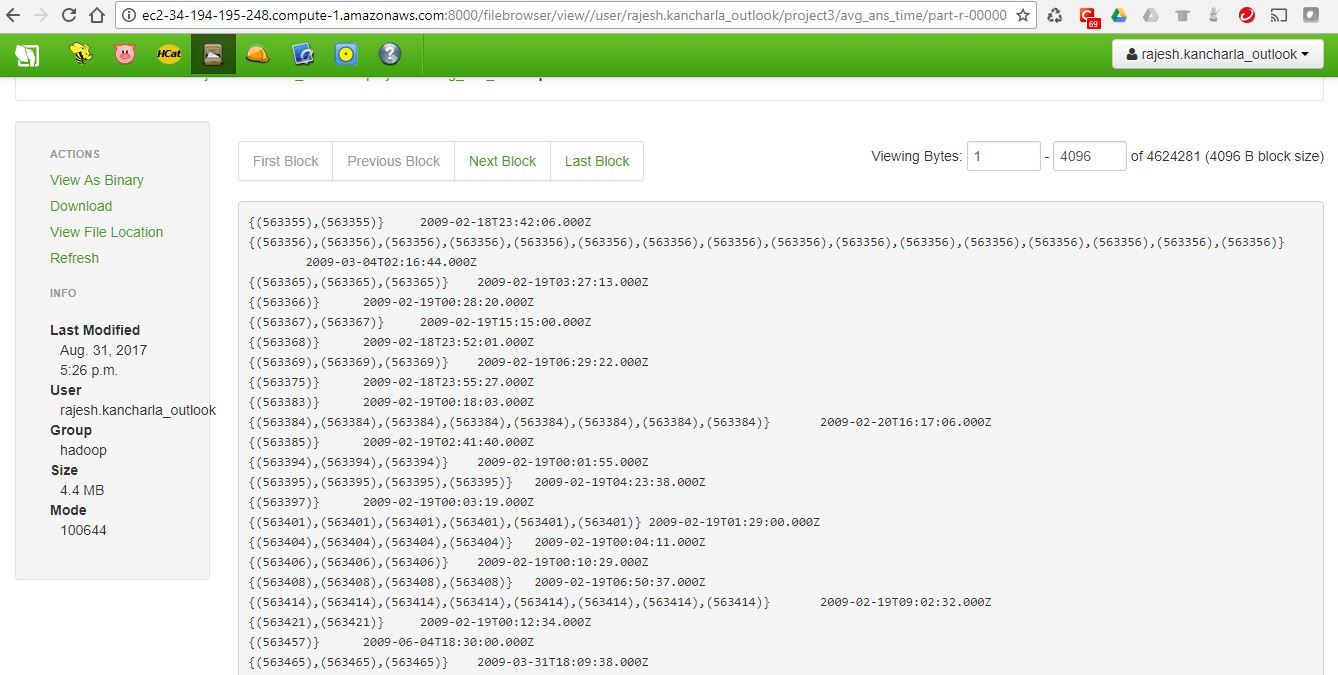 ec2-34-194-195-248.compute-1.amazonaws.com:8000/filebrowser/view//user/rajesh.kancharla_outlook/project3/avg_ans_time/part-r-00000
69
HCat
rajesh.kancharla_outlook
ACTIONS
View As Binary
Download
View File Location
Refresh
INFO
Last Modified
Aug. 31, 2017
5:26 p.m.
User
rajesh.kancharla_outlook
Group
hadoop
Size
4.4 MB
Mode
100644
First Block Previous Block Next Block Last Block
Viewing Bytes: 1 - 4096 of 4624281 (4096 B block size)
{(563355),(563355)} 2009-02-18T23:42:06.000Z
{(563356),(563356),(563356),(563356),(563356),(563356),(563356),(563356),(563356),(563356),(563356),(563356),(563356),(563356),(563356),(563356)}
2009-03-04T02:16:44.000Z
{(563365),(563365),(563365)} 2009-02-19T03:27:13.000Z
{(563366)} 2009-02-19T00:28:20.000Z
{(563367),(563367)} 2009-02-19T15:15:00.000Z
{(563368)} 2009-02-18T23:52:01.000Z
{(563369),(563369),(563369)} 2009-02-19T06:29:22.000Z
{(563375)} 2009-02-18T23:55:27.000Z
{(563383)} 2009-02-19T00:18:03.000Z
{(563384),(563384),(563384),(563384),(563384),(563384),(563384),(563384)} 2009-02-20T16:17:06.000Z
{(563385)} 2009-02-19T02:41:40.000Z
{(563394),(563394),(563394)} 2009-02-19T00:01:55.000Z
{(563395),(563395),(563395),(563395)} 2009-02-19T04:23:38.000Z
{(563397)} 2009-02-19T00:03:19.000Z
{(563401),(563401),(563401),(563401),(563401),(563401)} 2009-02-19T01:29:00.000Z
{(563404),(563404),(563404),(563404)} 2009-02-19T00:04:11.000Z
{(563406),(563406),(563406)} 2009-02-19T00:10:29.000Z
{(563408),(563408),(563408),(563408)} 2009-02-19T06:50:37.000Z
{(563414),(563414),(563414),(563414),(563414),(563414),(563414),(563414)} 2009-02-19T09:02:32.000Z
{(563421),(563421)} 2009-02-19T00:12:34.000Z
{(563457)} 2009-06-04T18:30:00.000Z
{(563465),(563465),(563465)} 2009-03-31T18:09:38.000Z